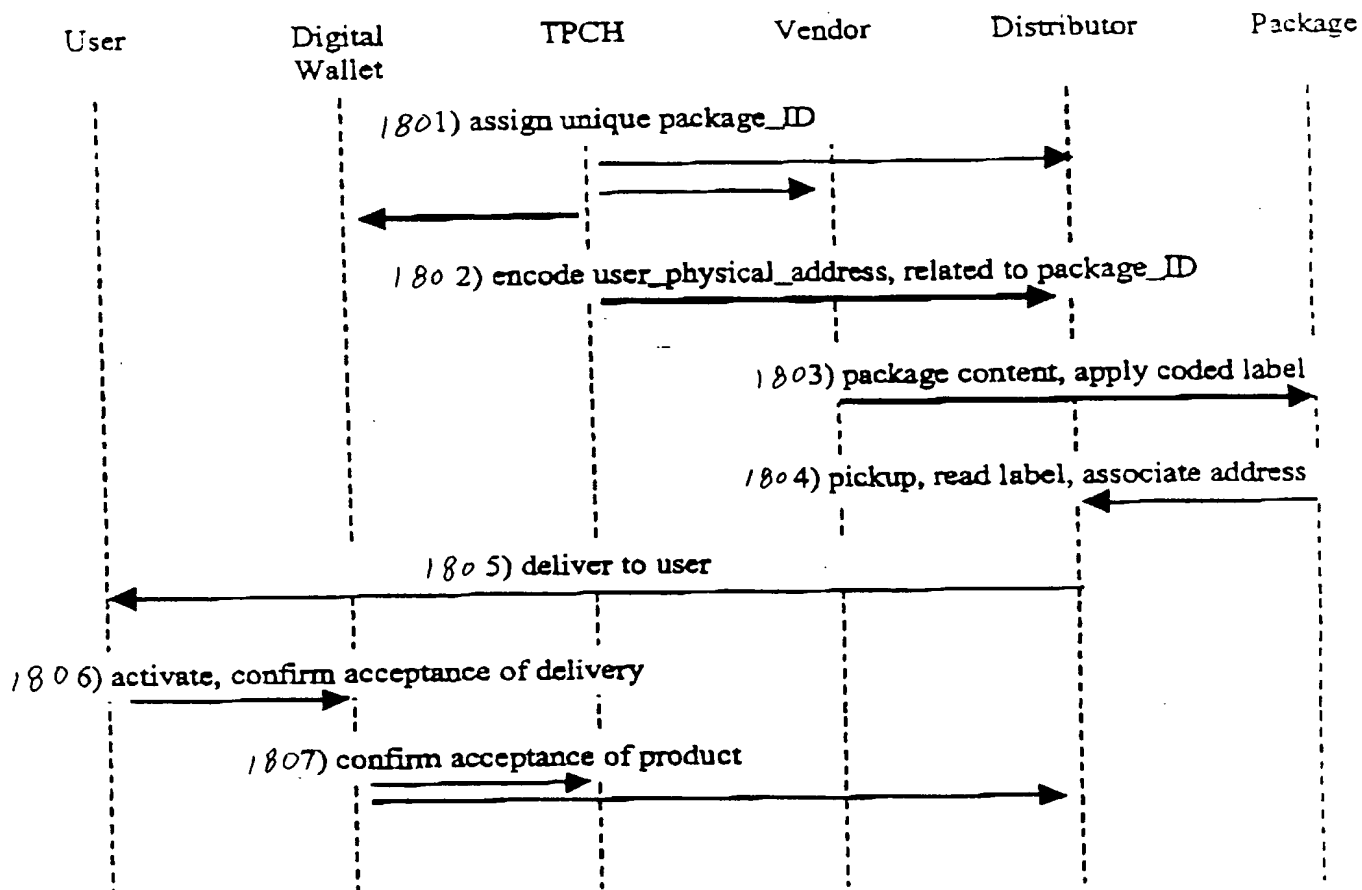 User Digital Wallet TPCH Vendor Distributor Package
1801) assign unique package_ID
1802) encode user_physical_address, related to package_ID
1803) package content, apply coded label
1804) pickup, read label, associate address
1805) deliver to user
1806) activate, confirm acceptance of delivery
1807) confirm acceptance of product